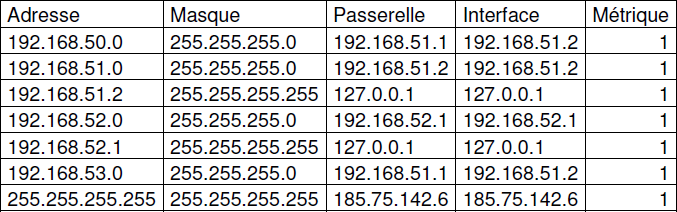 Adresse Masque Passerelle Interface Métrique
192.168.50.0 255.255.255.0 192.168.51.1 192.168.51.2 1
192.168.51.0 255.255.255.0 192.168.51.2 192.168.51.2 1
192.168.51.2 255.255.255.255 127.0.0.1 127.0.0.1 1
192.168.52.0 255.255.255.0 192.168.52.1 192.168.52.1 1
192.168.52.1 255.255.255.255 127.0.0.1 127.0.0.1 1
192.168.53.0 255.255.255.0 192.168.51.1 192.168.51.2 1
255.255.255.255 255.255.255.255 185.75.142.6 185.75.142.6 1